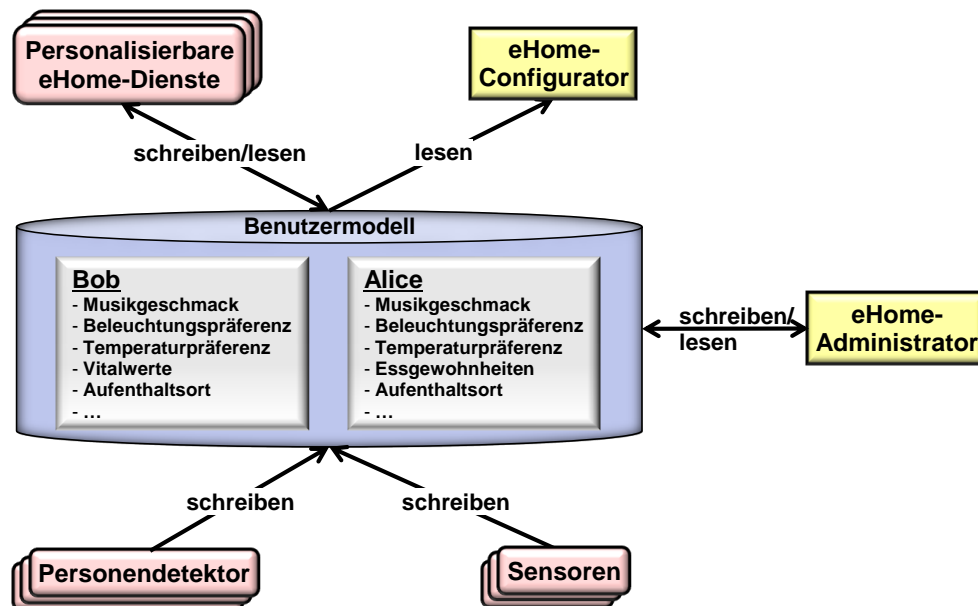 Personalisierbare
eHome-Dienste
eHome-
Configurator
schreiben/lesen
lesen
Benutzermodell
Bob
- Musikgeschmack
- Beleuchtungspräferenz
- Temperaturpräferenz
- Vitalwerte
- Aufenthaltsort
- ...
Alice
- Musikgeschmack
- Beleuchtungspräferenz
- Temperaturpräferenz
- Essgewohnheiten
- Aufenthaltsort
- ...
schreiben/
lesen
eHome-
Administrator
schreiben
schreiben
Personendetektor
Sensoren